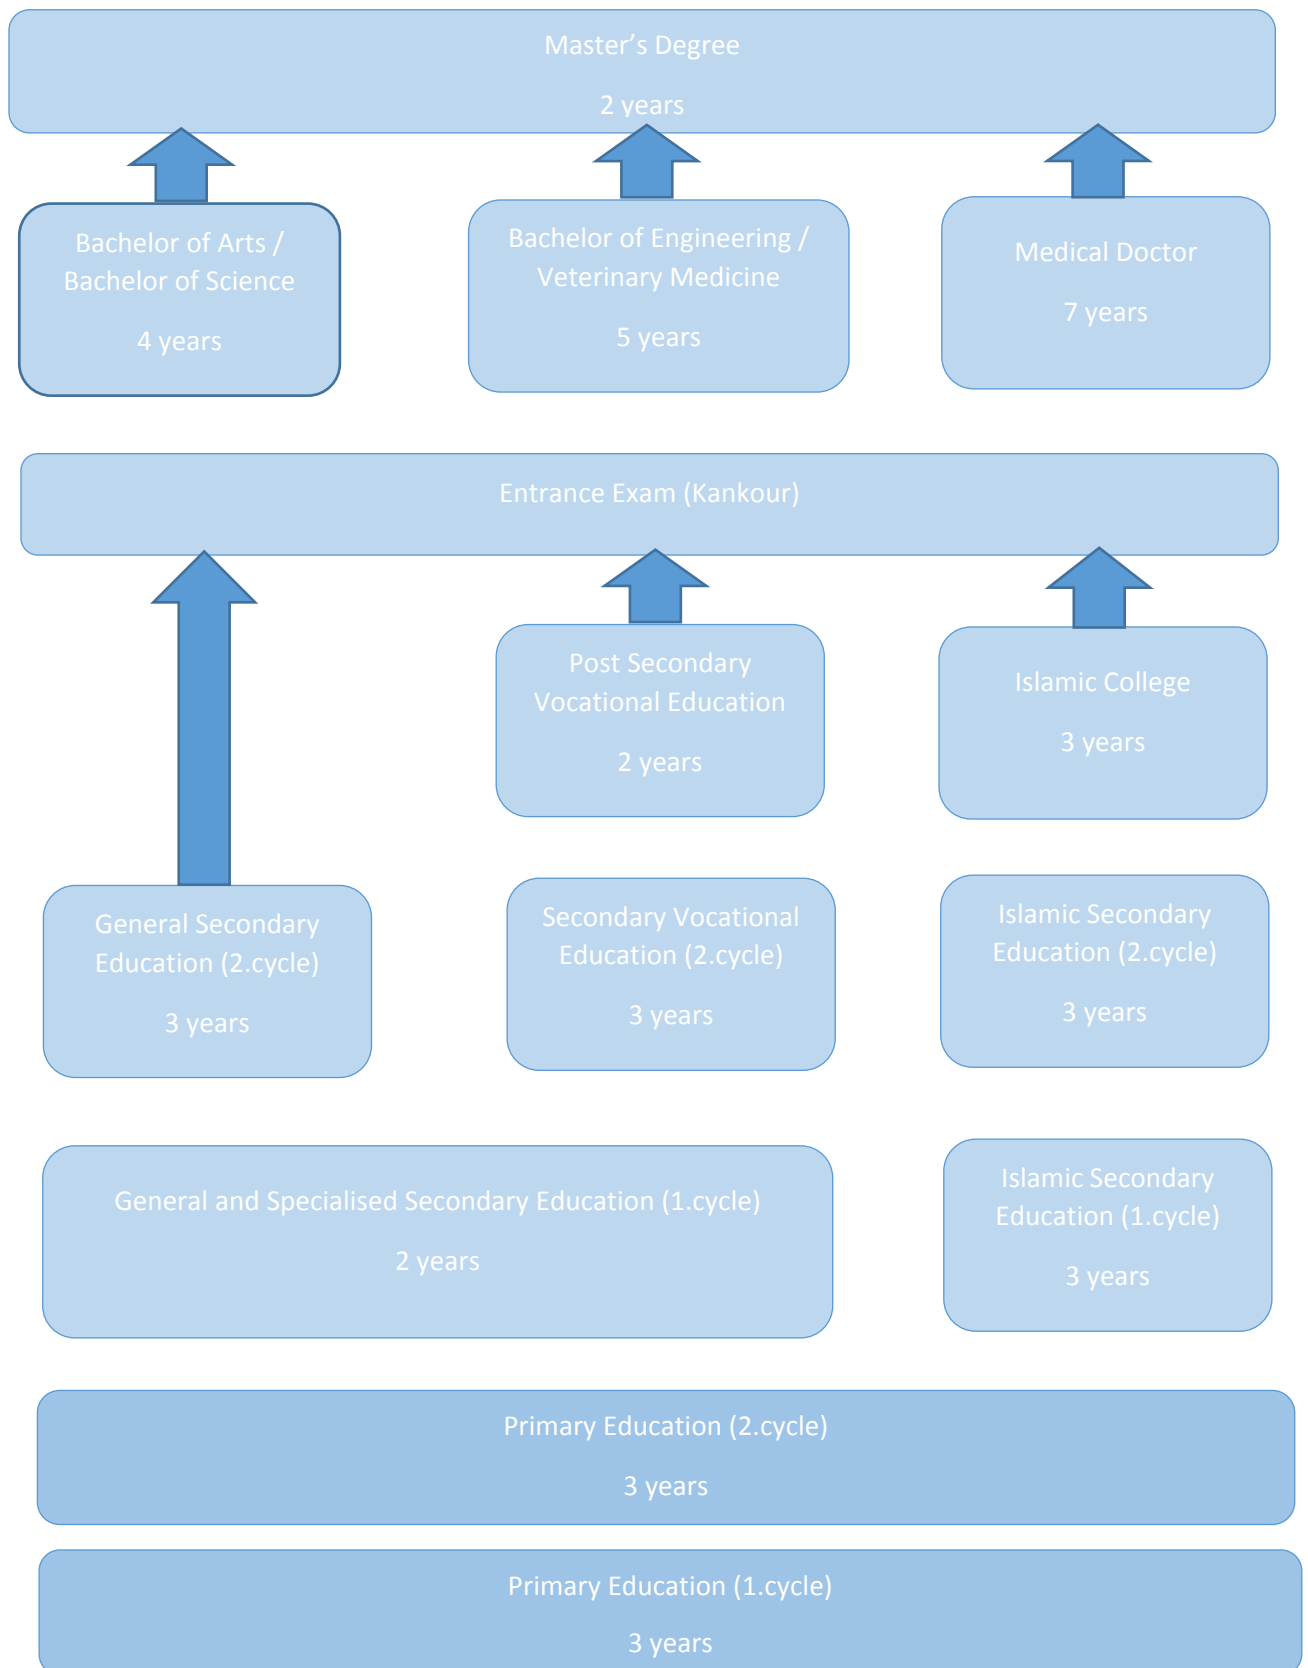 Master’s Degree
2 years
Bachelor of Arts /
Bachelor of Science
4 years
Bachelor of Engineering /
Veterinary Medicine
5 years
Medical Doctor
7 years
Entrance Exam (Kankour)
Post Secondary
Vocational Education
2 years
Islamic College
3 years
General Secondary
Education (2.cycle)
3 years
Secondary Vocational
Education (2.cycle)
3 years
Islamic Secondary
Education (2.cycle)
3 years
General and Specialised Secondary Education (1.cycle)
2 years
Islamic Secondary
Education (1.cycle)
3 years
Primary Education (2.cycle)
3 years
Primary Education (1.cycle)
3 years